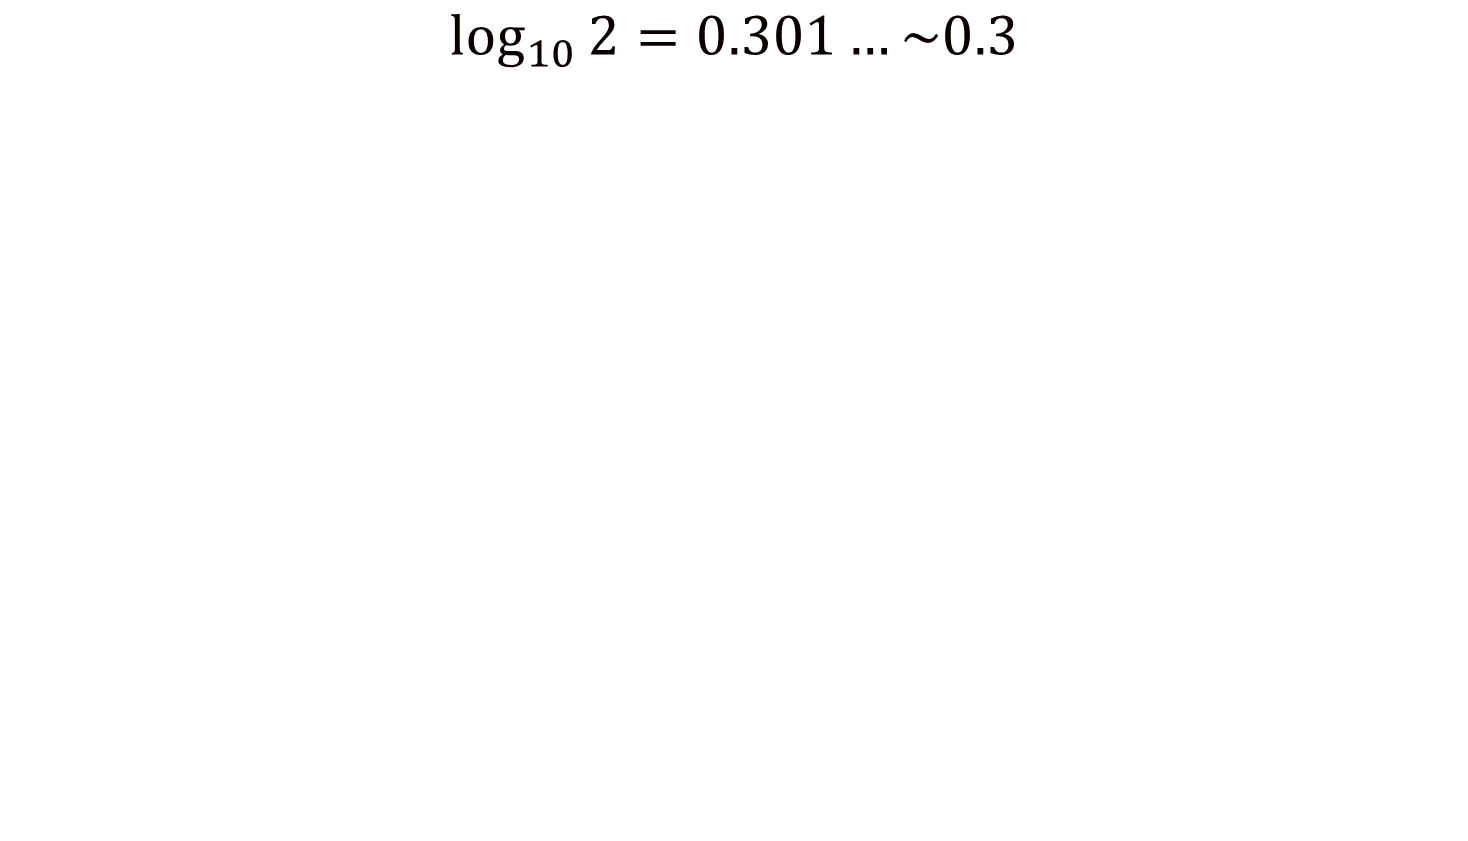 log₁₀ 2 = 0.301 … ~0.3